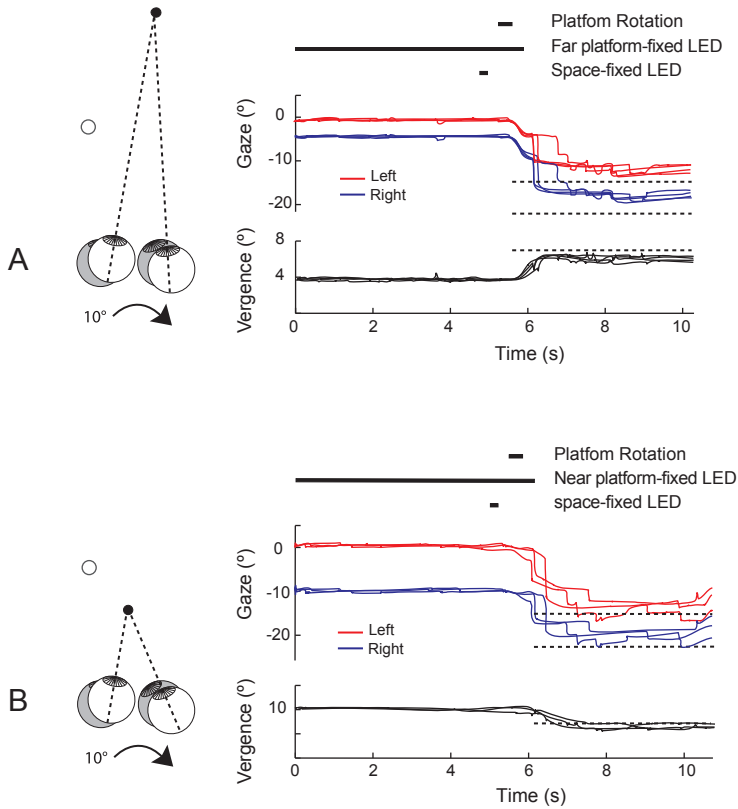 Platfom Rotation
Far platform-fixed LED
Space-fixed LED
0
-10
-20
Gaze (º)
Left
Right
8
4
Vergence (º)
0 2 4 6 8 10
Time (s)
A
10°
Platfom Rotation
Near platform-fixed LED
space-fixed LED
0
-10
-20
Gaze (º)
Left
Right
10
Vergence (º)
0 2 4 6 8 10
Time (s)
B
10°